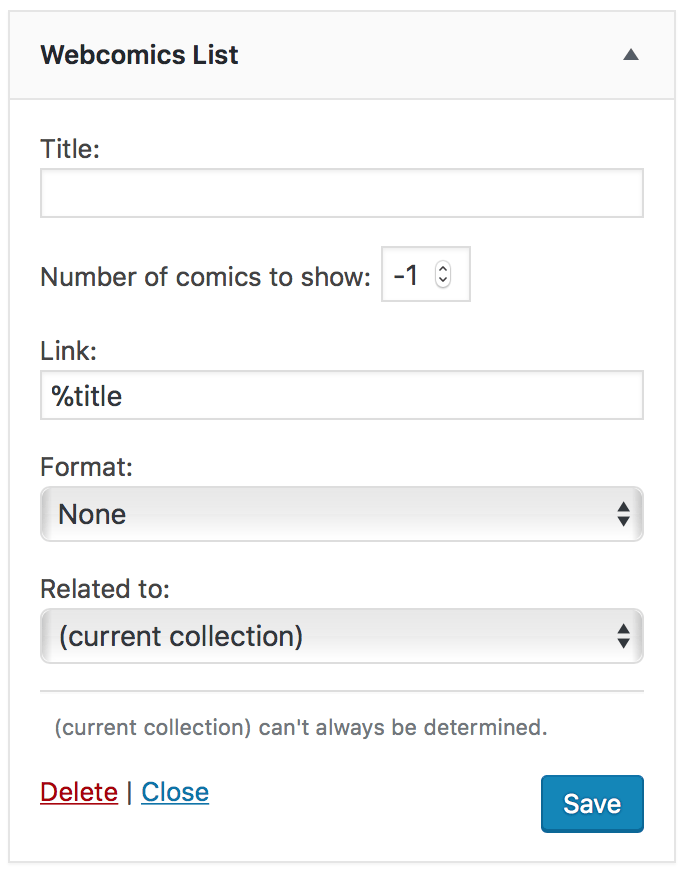 Webcomics List
Title:
Number of comics to show: -1
Link:
%title
Format:
None
Related to:
(current collection)
(current collection) can't always be determined.
Delete | Close
Save